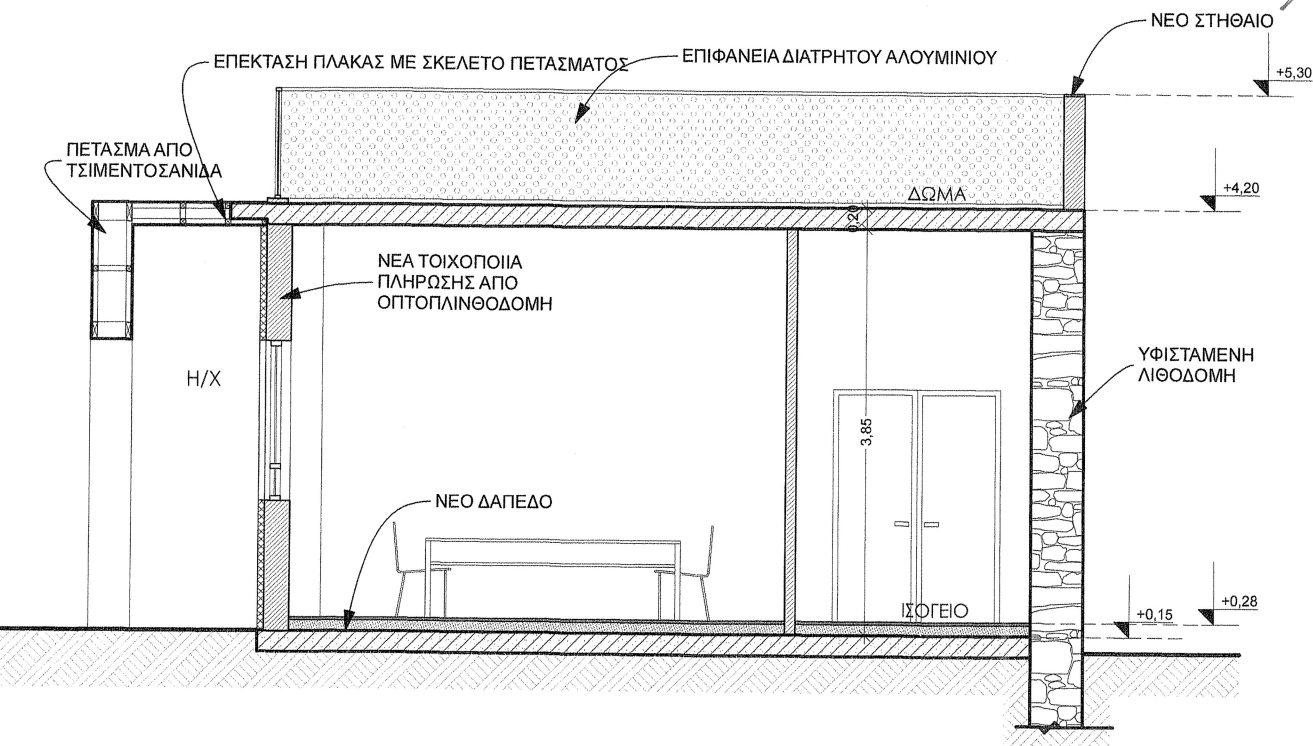 ΝΕΟ ΣΤΗΘΑΙΟ
ΕΠΕΚΤΑΣΗ ΠΛΑΚΑΣ ΜΕ ΣΚΕΛΕΤΟ ΠΕΤΑΣΜΑΤΟΣ
ΕΠΙΦΑΝΕΙΑ ΔΙΑΤΡΗΤΟΥ ΑΛΟΥΜΙΝΙΟΥ
+5,30
ΠΕΤΑΣΜΑ ΑΠΟ
ΤΣΙΜΕΝΤΟΣΑΝΙΔΑ
ΔΩΜΑ
+4,20
0,20
ΝΕΑ ΤΟΙΧΟΠΟΙΙΑ
ΠΛΗΡΩΣΗΣ ΑΠΟ
ΟΠΤΟΠΛΙΝΘΟΔΟΜΗ
Η/Χ
ΥΦΙΣΤΑΜΕΝΗ
ΛΙΘΟΔΟΜΗ
3,85
ΝΕΟ ΔΑΠΕΔΟ
ΙΣΟΓΕΙΟ
+0,15
+0,28